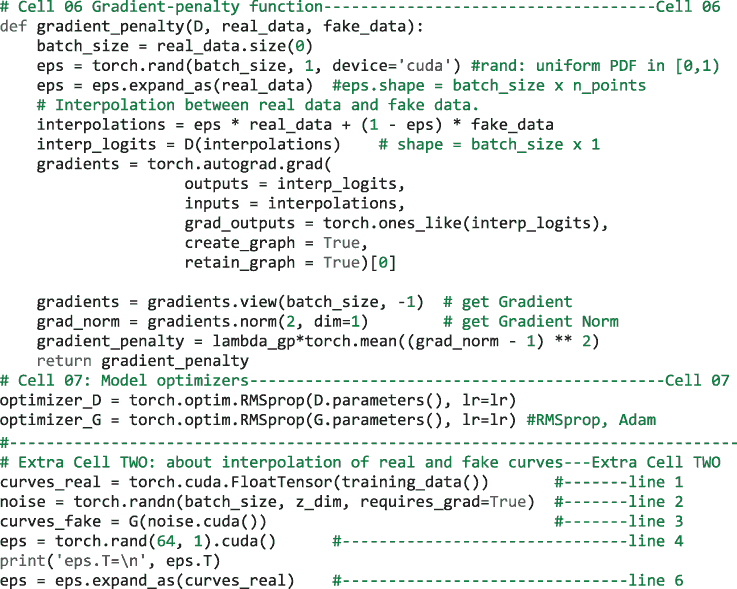 # Cell 06 Gradient-penalty function----------------------------------Cell 06
def gradient_penalty(D, real_data, fake_data):
    batch_size = real_data.size(0)
    eps = torch.rand(batch_size, 1, device='cuda') #rand: uniform PDF in [0,1)
    eps = eps.expand_as(real_data)  #eps.shape = batch_size x n_points
    # Interpolation between real data and fake data.
    interpolations = eps * real_data + (1 - eps) * fake_data
    interp_logits = D(interpolations)    # shape = batch_size x 1
    gradients = torch.autograd.grad(
                    outputs = interp_logits,
                    inputs = interpolations,
                    grad_outputs = torch.ones_like(interp_logits),
                    create_graph = True,
                    retain_graph = True)[0]

    gradients = gradients.view(batch_size, -1)  # get Gradient
    grad_norm = gradients.norm(2, dim=1)        # get Gradient Norm
    gradient_penalty = lambda_gp*torch.mean((grad_norm - 1) ** 2)
    return gradient_penalty
# Cell 07: Model optimizers-------------------------------------------Cell 07
optimizer_D = torch.optim.RMSprop(D.parameters(), lr=lr)
optimizer_G = torch.optim.RMSprop(G.parameters(), lr=lr) #RMSprop, Adam
#----------------------------------------------------------------------------
# Extra Cell TWO: about interpolation of real and fake curves---Extra Cell TWO
curves_real = torch.cuda.FloatTensor(training_data())       #-------line 1
noise = torch.randn(batch_size, z_dim, requires_grad=True)  #-------line 2
curves_fake = G(noise.cuda())                               #-------line 3
eps = torch.rand(64, 1).cuda()      #------------------------------line 4
print('eps.T=\n', eps.T)
eps = eps.expand_as(curves_real)    #------------------------------line 6